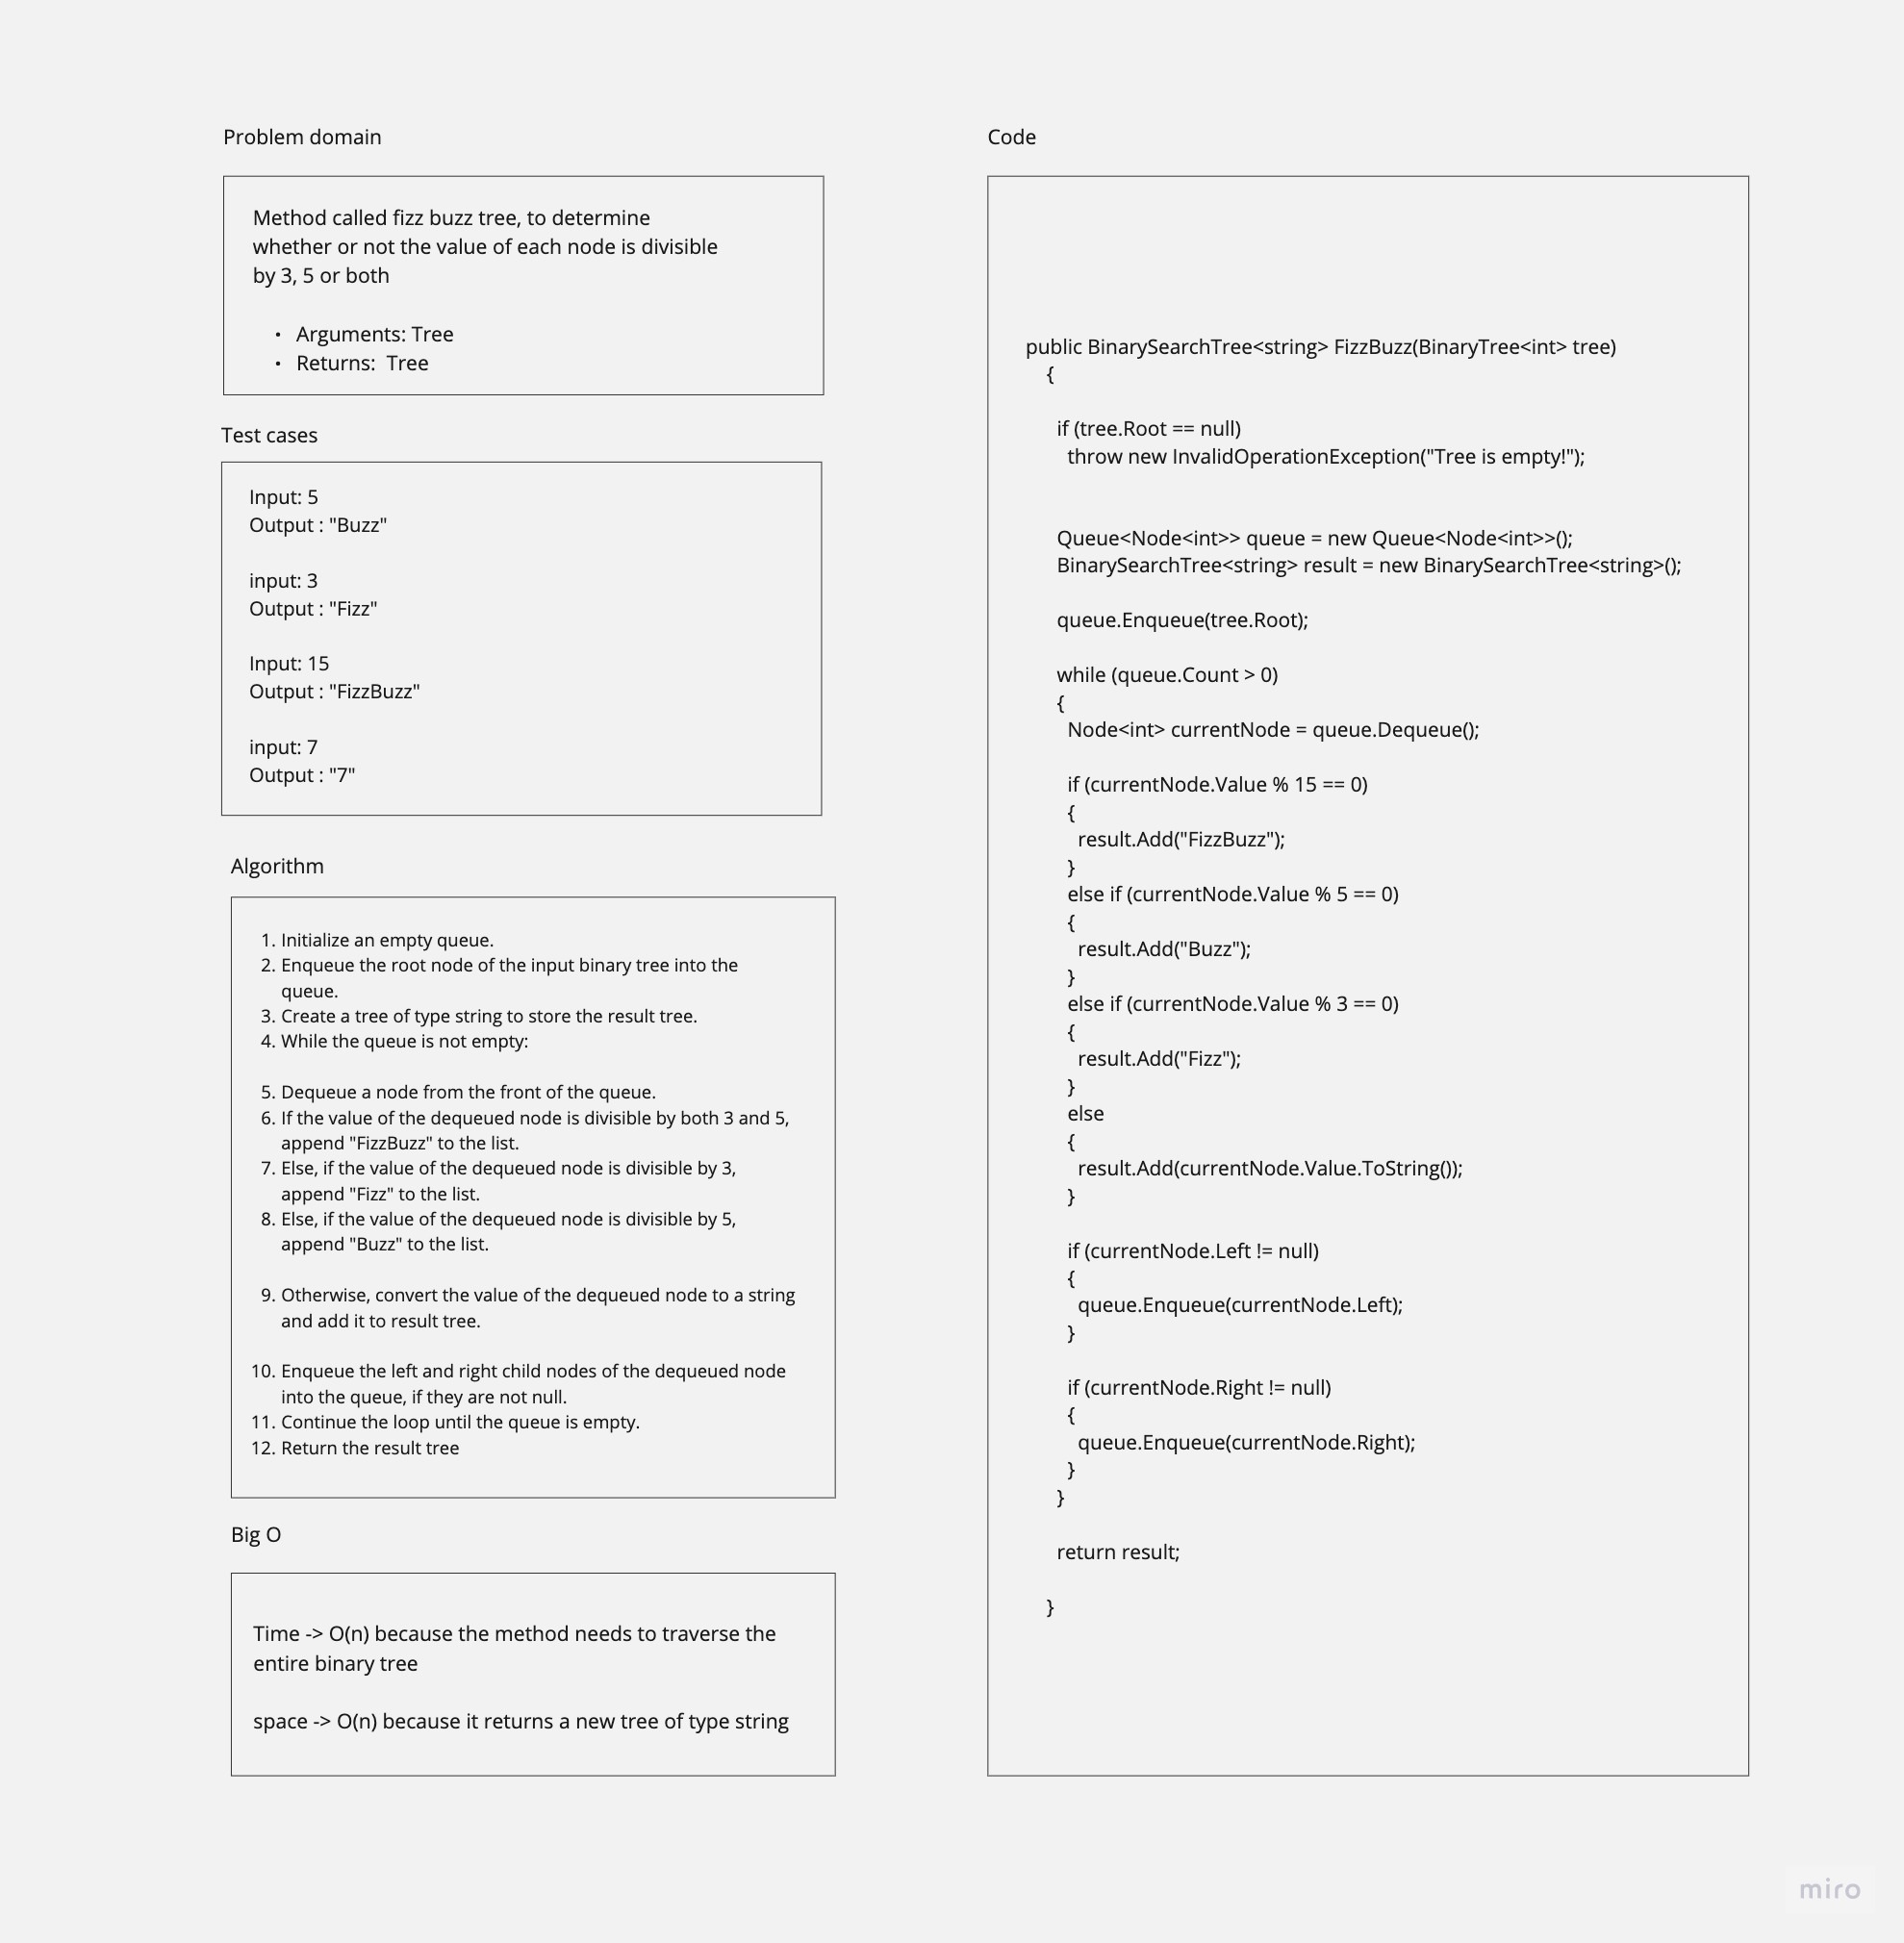 Problem domain
Method called fizz buzz tree, to determine
whether or not the value of each node is divisible
by 3, 5 or both
• Arguments: Tree
• Returns:  Tree
Test cases
Input: 5
Output : "Buzz"
input: 3
Output : "Fizz"
Input: 15
Output : "FizzBuzz"
input: 7
Output : "7"
Algorithm
1. Initialize an empty queue.
2. Enqueue the root node of the input binary tree into the
queue.
3. Create a tree of type string to store the result tree.
4. While the queue is not empty:
5. Dequeue a node from the front of the queue.
6. If the value of the dequeued node is divisible by both 3 and 5,
append "FizzBuzz" to the list.
7. Else, if the value of the dequeued node is divisible by 3,
append "Fizz" to the list.
8. Else, if the value of the dequeued node is divisible by 5,
append "Buzz" to the list.
9. Otherwise, convert the value of the dequeued node to a string
and add it to result tree.
10. Enqueue the left and right child nodes of the dequeued node
into the queue, if they are not null.
11. Continue the loop until the queue is empty.
12. Return the result tree
Big O
Time -> O(n) because the method needs to traverse the
entire binary tree
space -> O(n) because it returns a new tree of type string
Code
public BinarySearchTree<string> FizzBuzz(BinaryTree<int> tree)
{
if (tree.Root == null)
throw new InvalidOperationException("Tree is empty!");
Queue<Node<int>> queue = new Queue<Node<int>>();
BinarySearchTree<string> result = new BinarySearchTree<string>();
queue.Enqueue(tree.Root);
while (queue.Count > 0)
{
Node<int> currentNode = queue.Dequeue();
if (currentNode.Value % 15 == 0)
{
result.Add("FizzBuzz");
}
else if (currentNode.Value % 5 == 0)
{
result.Add("Buzz");
}
else if (currentNode.Value % 3 == 0)
{
result.Add("Fizz");
}
else
{
result.Add(currentNode.Value.ToString());
}
if (currentNode.Left != null)
{
queue.Enqueue(currentNode.Left);
}
if (currentNode.Right != null)
{
queue.Enqueue(currentNode.Right);
}
}
return result;
}
miro